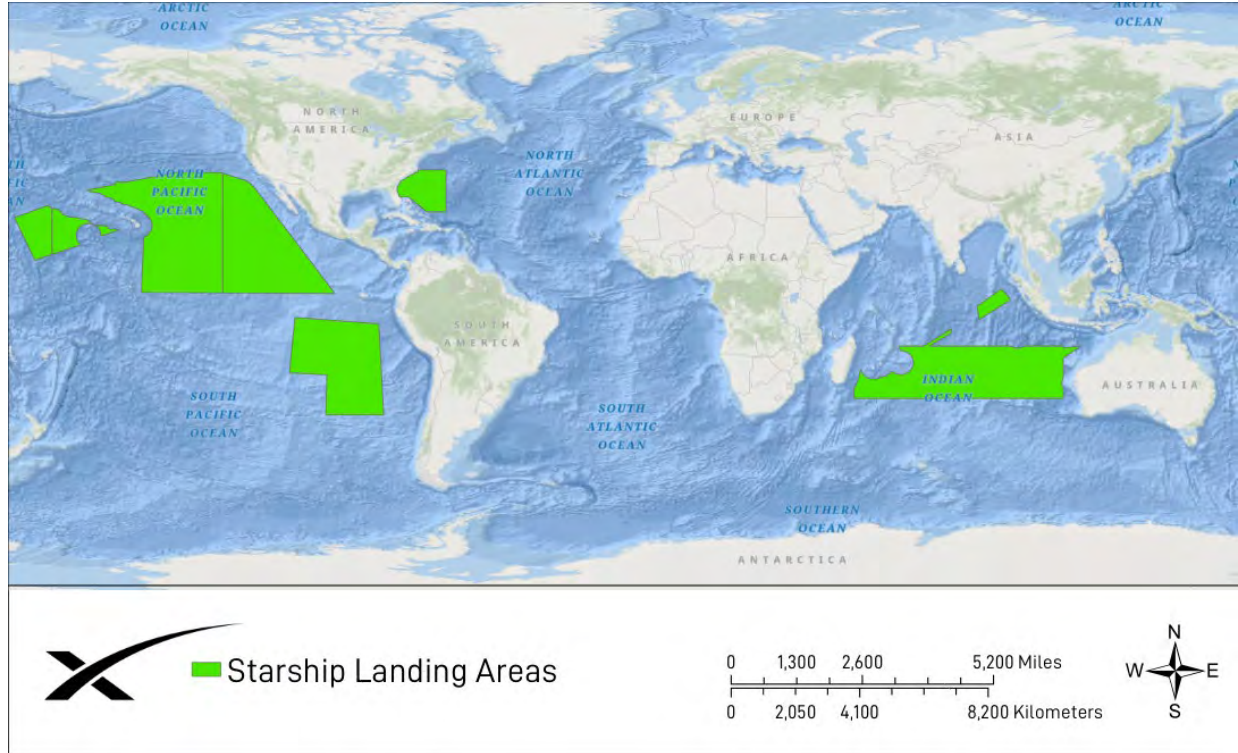 ARCTIC
OCEAN
ARCTIC
OCEAN
NORTH
AMERICA
EUROPE
ASIA
NORTH
PACIFIC
OCEAN
NORTH
ATLANTIC
OCEAN
AFRICA
SOUTH
AMERICA
INDIAN
OCEAN
AUSTRALIA
SOUTH
PACIFIC
OCEAN
SOUTH
ATLANTIC
OCEAN
SOUTHERN
OCEAN
ANTARCTICA
Starship Landing Areas
0 1,300 2,600 5,200 Miles
0 2,050 4,100 8,200 Kilometers
N
W E
S